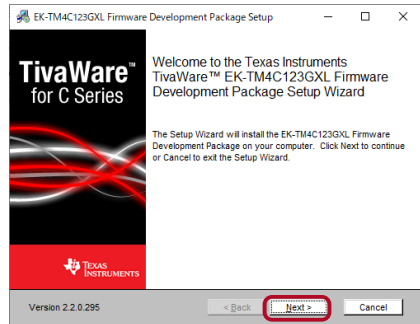 EK-TM4C123GXL Firmware Development Package Setup
TivaWare™
for C Series
Welcome to the Texas Instruments
TivaWare™ EK-TM4C123GXL Firmware
Development Package Setup Wizard
The Setup Wizard will install the EK-TM4C123GXL Firmware
Development Package on your computer. Click Next to continue
or Cancel to exit the Setup Wizard.
TEXAS
INSTRUMENTS
Version 2.2.0.295
< Back
Next >
Cancel